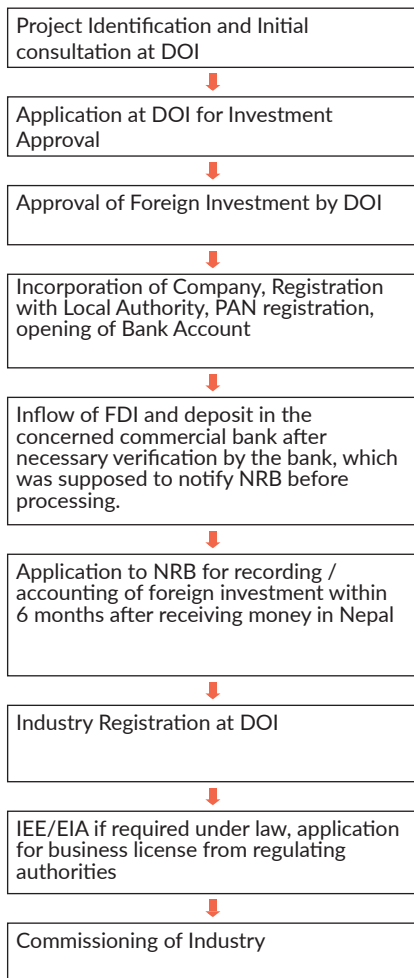 Project Identification and Initial
consultation at DOI
Application at DOI for Investment
Approval
Approval of Foreign Investment by DOI
Incorporation of Company, Registration
with Local Authority, PAN registration,
opening of Bank Account
Inflow of FDI and deposit in the
concerned commercial bank after
necessary verification by the bank, which
was supposed to notify NRB before
processing.
Application to NRB for recording /
accounting of foreign investment within
6 months after receiving money in Nepal
Industry Registration at DOI
IEE/EIA if required under law, application
for business license from regulating
authorities
Commissioning of Industry